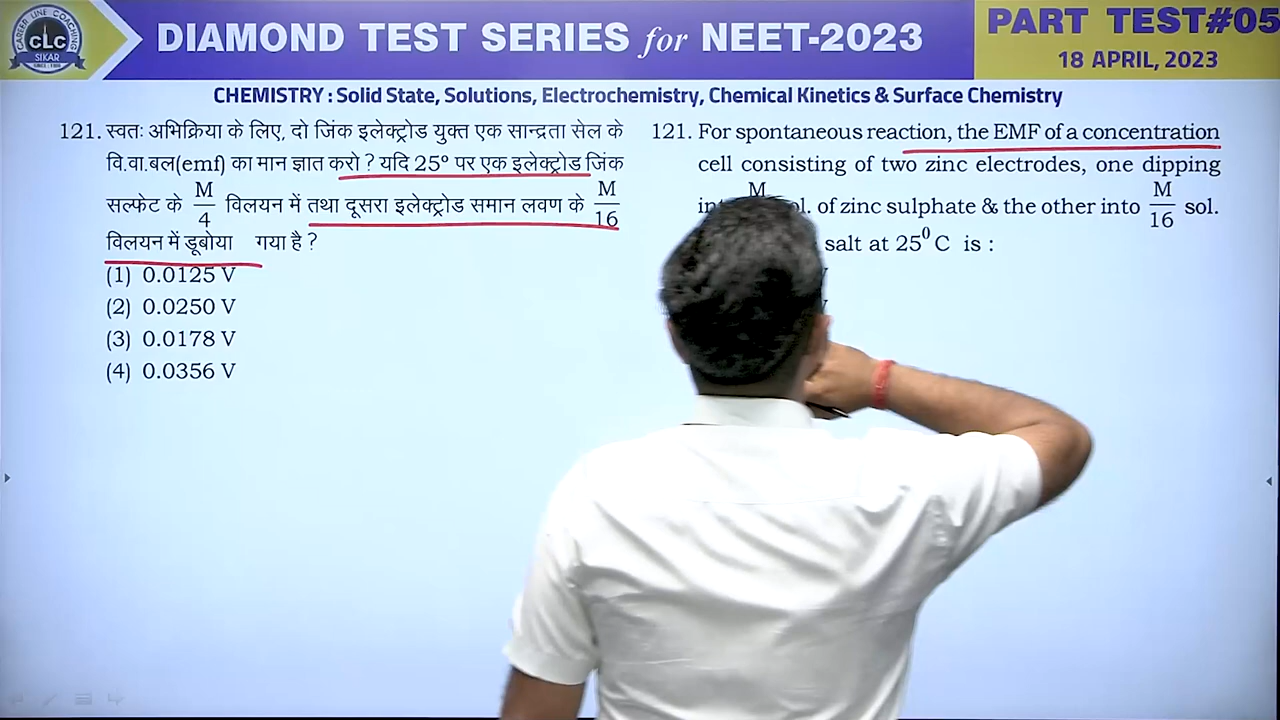 CAREER LINE COACHING
CLC
SIKAR
DIAMOND TEST SERIES for NEET-2023
PART TEST#05
18 APRIL, 2023
CHEMISTRY : Solid State, Solutions, Electrochemistry, Chemical Kinetics & Surface Chemistry
121. स्वतः अभिक्रिया के लिए, दो जिंक इलेक्ट्रोड युक्त एक सान्द्रता सेल के
वि.वा.बल(emf) का मान ज्ञात करो ? यदि 25° पर एक इलेक्ट्रोड जिंक
सल्फेट के M/4 विलयन में तथा दूसरा इलेक्ट्रोड समान लवण के M/16
विलयन में डूबोया गया है ?
(1) 0.0125 V
(2) 0.0250 V
(3) 0.0178 V
(4) 0.0356 V
121. For spontaneous reaction, the EMF of a concentration
cell consisting of two zinc electrodes, one dipping
M of zinc sulphate & the other into M/16 sol.
salt at 25⁰ C is :